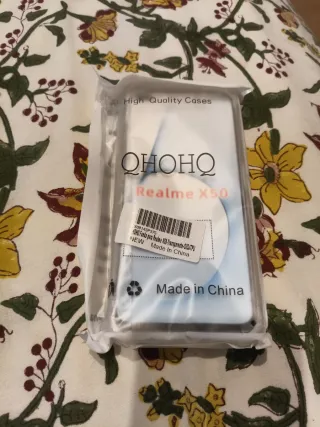 High Quality Cases
QHOHQ
Realme X50
NEW Made in China
Made in China